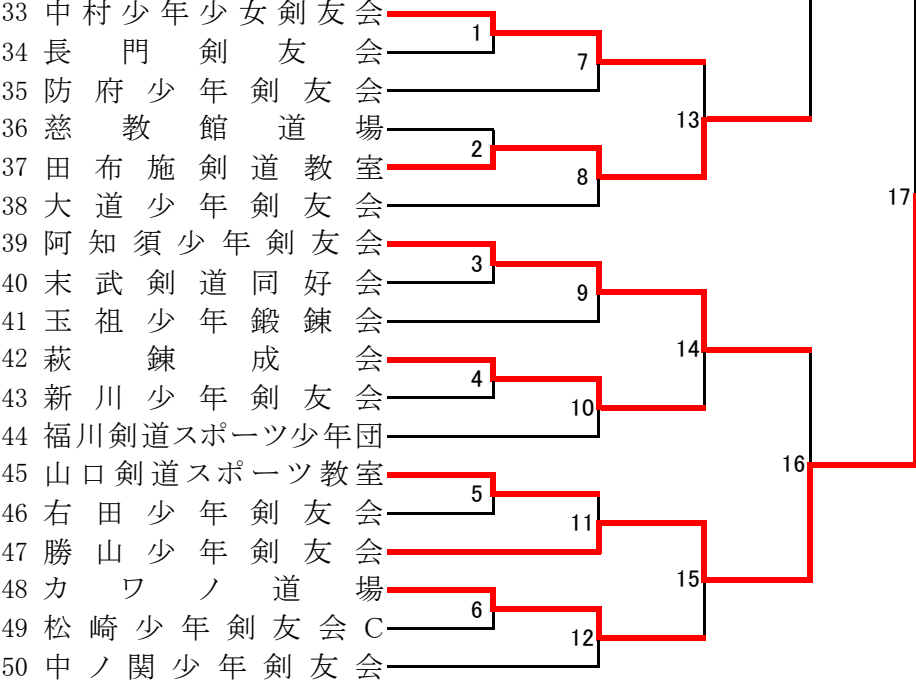 33 中村少年少女剣友会
1
34 長門剣友会
7
35 防府少年剣友会
13
36 慈教館道場
2
37 田布施剣道教室
8
38 大道少年剣友会
17
39 阿知須少年剣友会
3
40 末武剣道同好会
9
41 玉祖少年鍛錬会
14
42 萩錬成会
4
43 新川少年剣友会
10
44 福川剣道スポーツ少年団
16
45 山口剣道スポーツ教室
5
46 右田少年剣友会
11
47 勝山少年剣友会
15
48 カワノ道場
6
49 松崎少年剣友会C
12
50 中ノ関少年剣友会